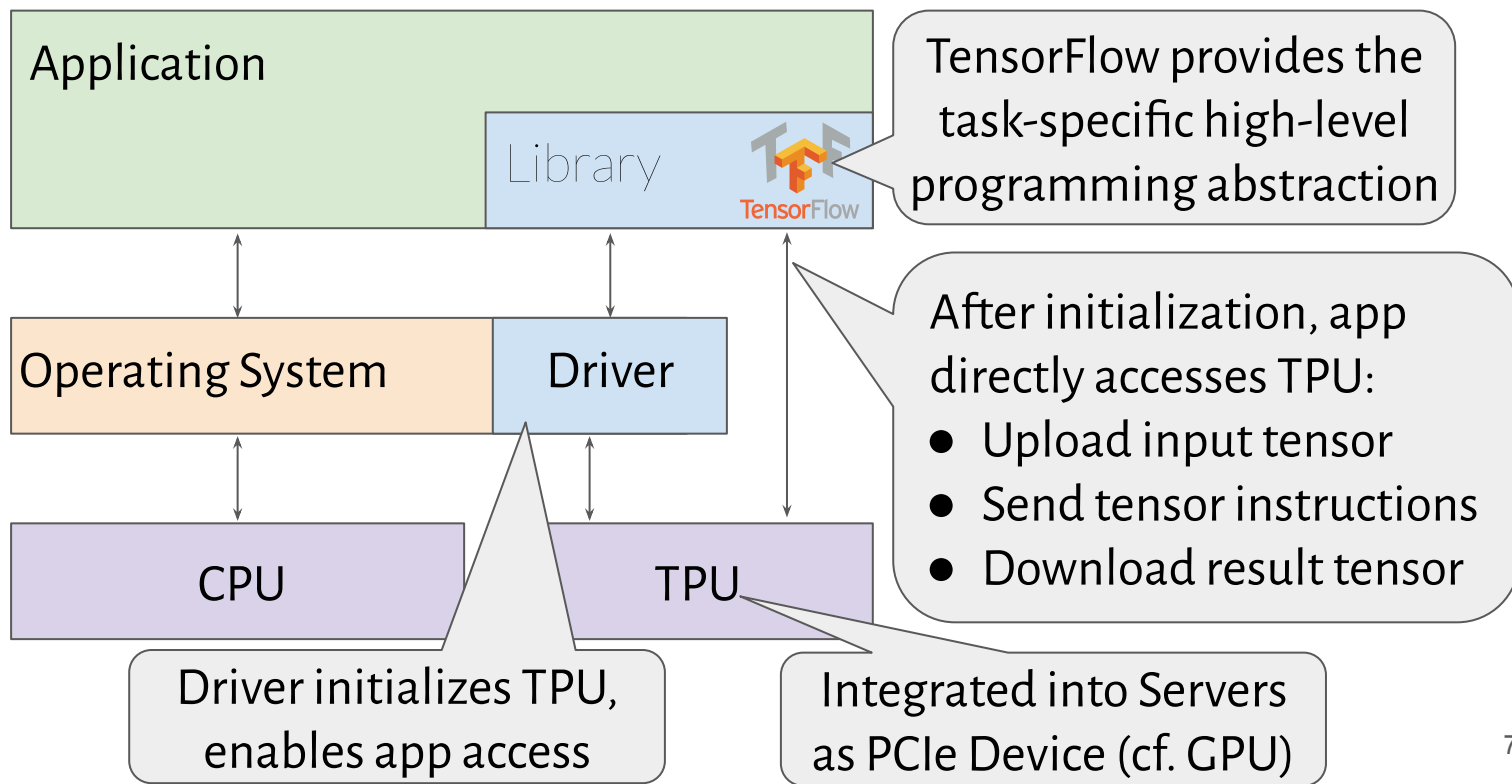 Application
Library
TF
TensorFlow
TensorFlow provides the
task-specific high-level
programming abstraction
After initialization, app
directly accesses TPU:
● Upload input tensor
● Send tensor instructions
● Download result tensor
Operating System
Driver
CPU
TPU
Driver initializes TPU,
enables app access
Integrated into Servers
as PCIe Device (cf. GPU)
7